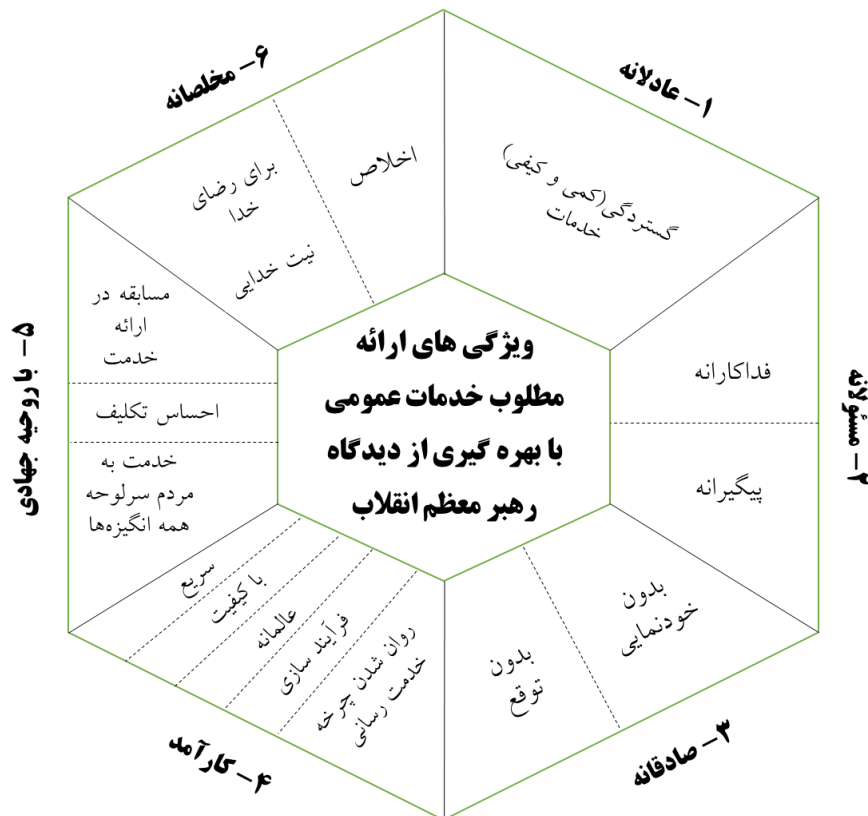 ویژگی های ارائه
مطلوب خدمات عمومی
با بهره گیری از دیدگاه
رهبر معظم انقلاب
۱- عادلانه
گستردگی(کمی و کیفی)
خدمات
۲- مسئولانه
فداکارانه
پیگیرانه
۳- صادقانه
بدون
خودنمایی
بدون
توقع
۴- کارآمد
روان شدن چرخه
خدمت رسانی
فرآیند سازی
عالمانه
با کیفیت
سریع
۵- با روحیه جهادی
مسابقه در
ارائه
خدمت
احساس تکلیف
خدمت به
مردم سرلوحه
همه انگیزه‌ها
۶- مخلصانه
اخلاص
برای رضای
خدا
نیت خدایی